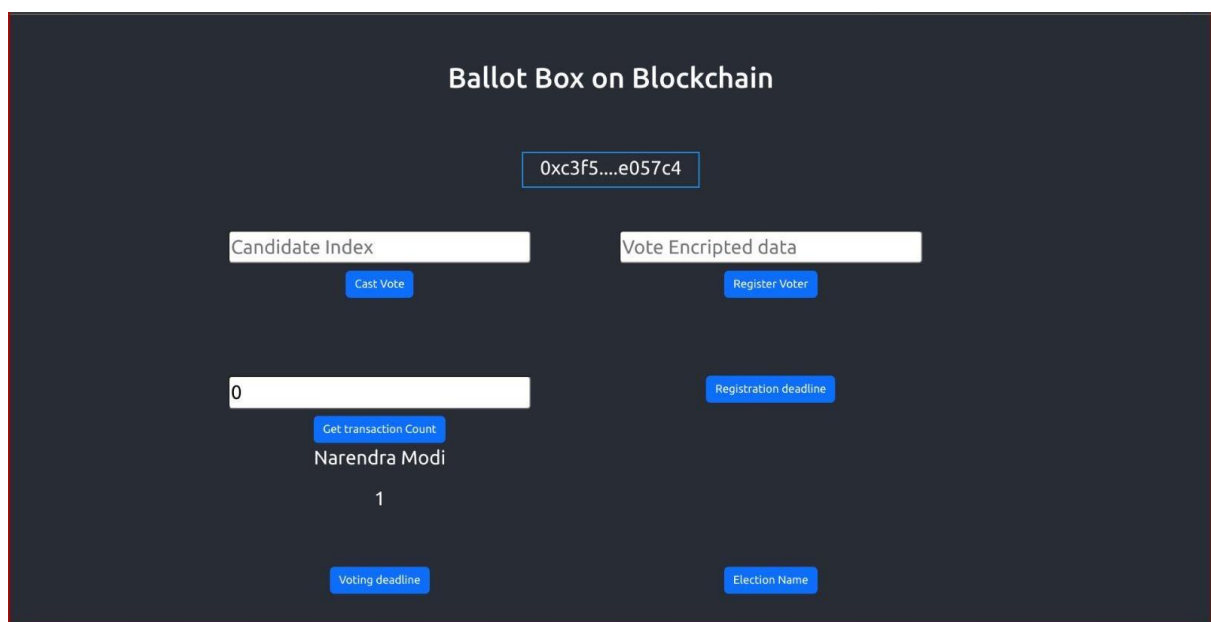 Ballot Box on Blockchain
0xc3f5....e057c4
Candidate Index
Vote Encripted data
Cast Vote
Register Voter
0
Registration deadline
Get transaction Count
Narendra Modi
1
Voting deadline
Election Name